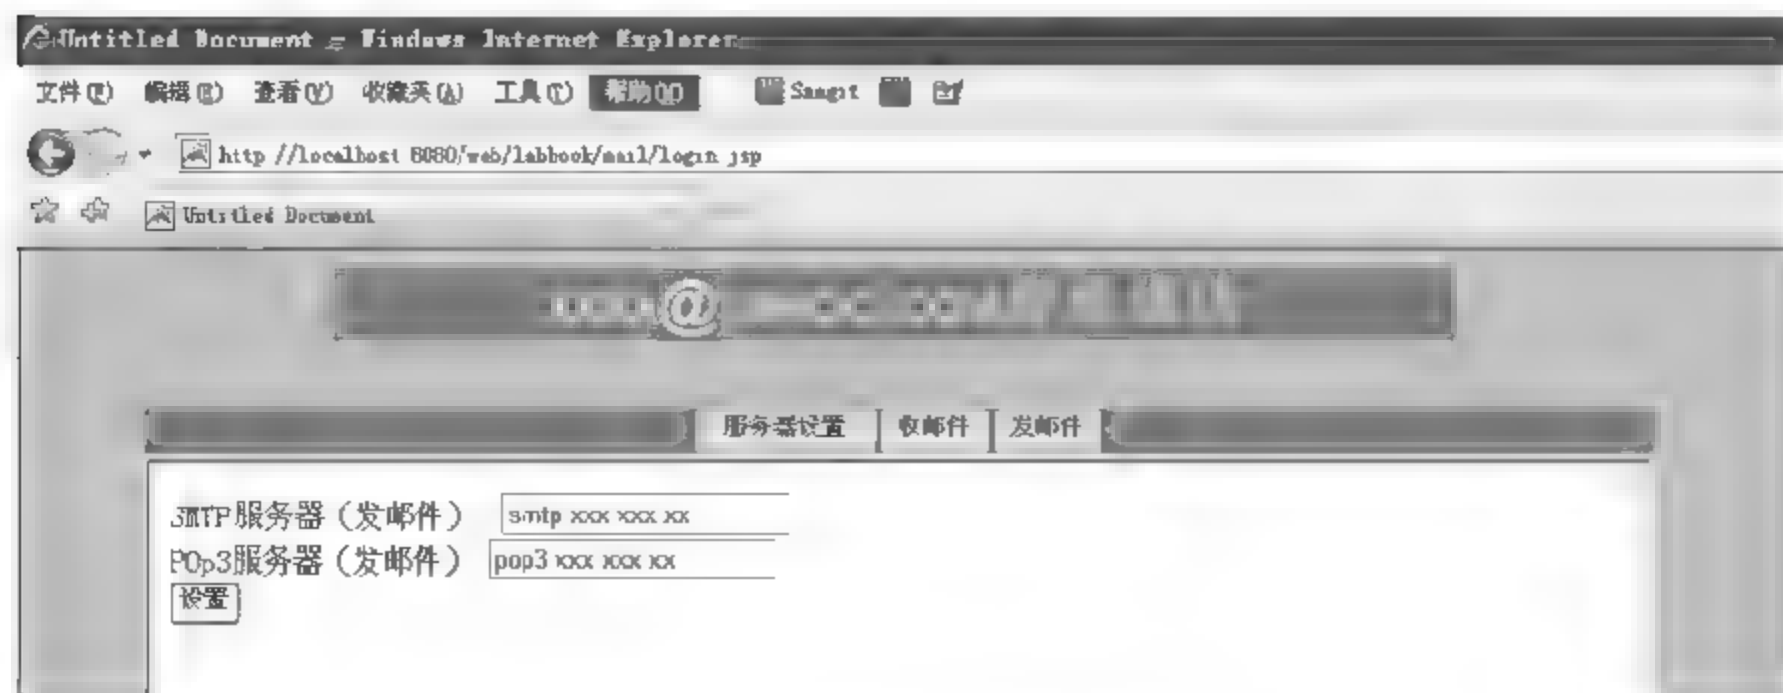 Untitled Document - Windows Internet Explorer
文件(F) 编辑(E) 查看(V) 收藏夹(A) 工具(T) 帮助(H) Snagit
http //localhost 8080/web/labbook/mail/login jsp
Untitled Document
@
服务器设置 收邮件 发邮件
SMTP服务器（发邮件） smtp xxx xxx xx
POp3服务器（发邮件） pop3 xxx xxx xx
设置